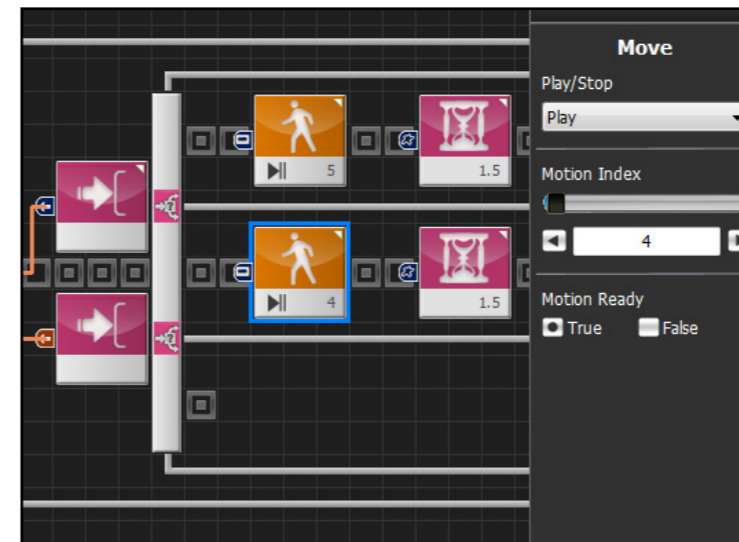 Move
Play/Stop
Play
5
1.5
Motion Index
4
4
1.5
Motion Ready
True False